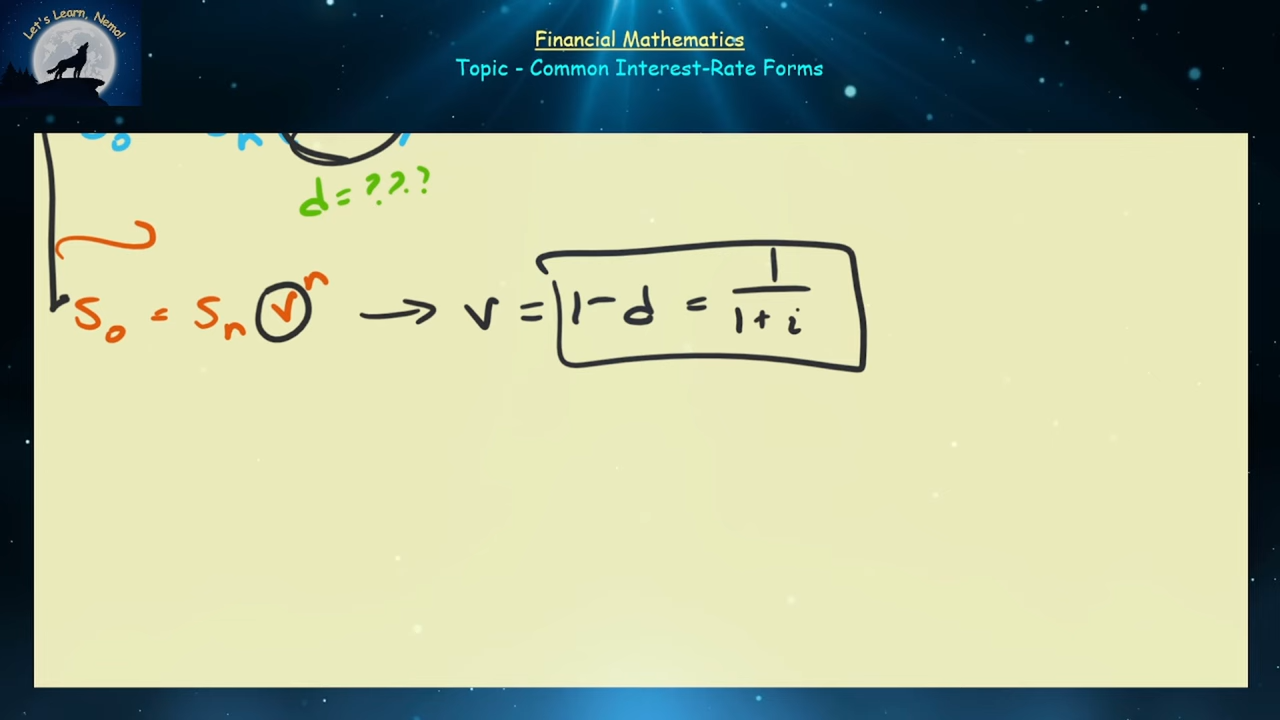 Let's Learn, Nemo!
Financial Mathematics
Topic - Common Interest-Rate Forms
d = ???
S₀ = Sₙ vⁿ → v = 1 - d = 1/(1 + i)